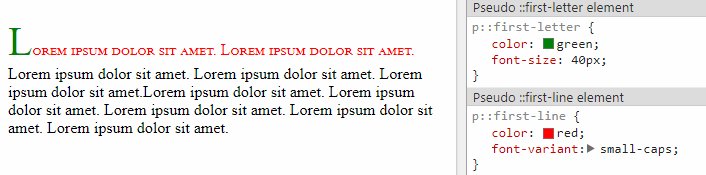 Lorem ipsum dolor sit amet. Lorem ipsum dolor sit amet.
Lorem ipsum dolor sit amet. Lorem ipsum dolor sit amet. Lorem
ipsum dolor sit amet.Lorem ipsum dolor sit amet. Lorem ipsum
dolor sit amet. Lorem ipsum dolor sit amet. Lorem ipsum dolor sit
amet. Lorem ipsum dolor sit amet.
Pseudo ::first-letter element
p::first-letter {
color: green;
font-size: 40px;
}
Pseudo ::first-line element
p::first-line {
color: red;
font-variant: small-caps;
}